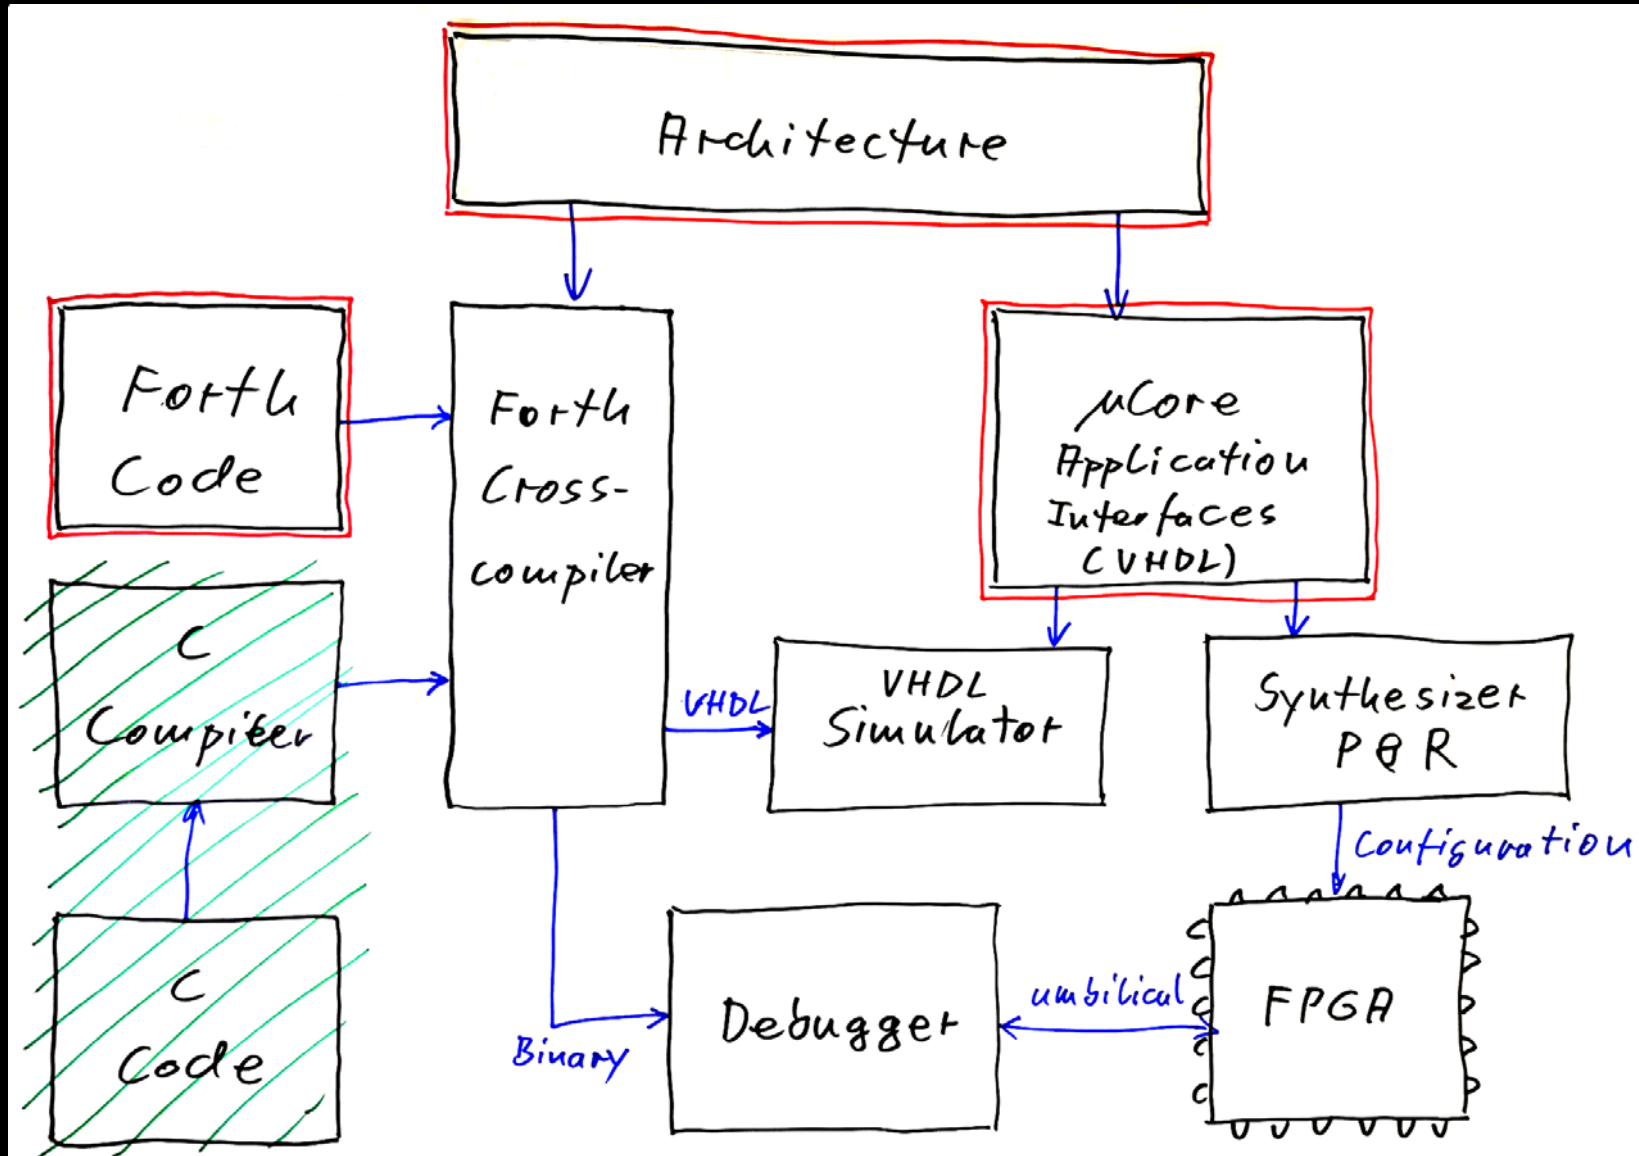 Architecture
Forth
Code
Forth
Cross-
compiler
µCore
Application
Interfaces
(VHDL)
C
Compiler
VHDL
VHDL
Simulator
Synthesizer
P&R
Configuration
C
Code
Binary
Debugger
umbilical
FPGA